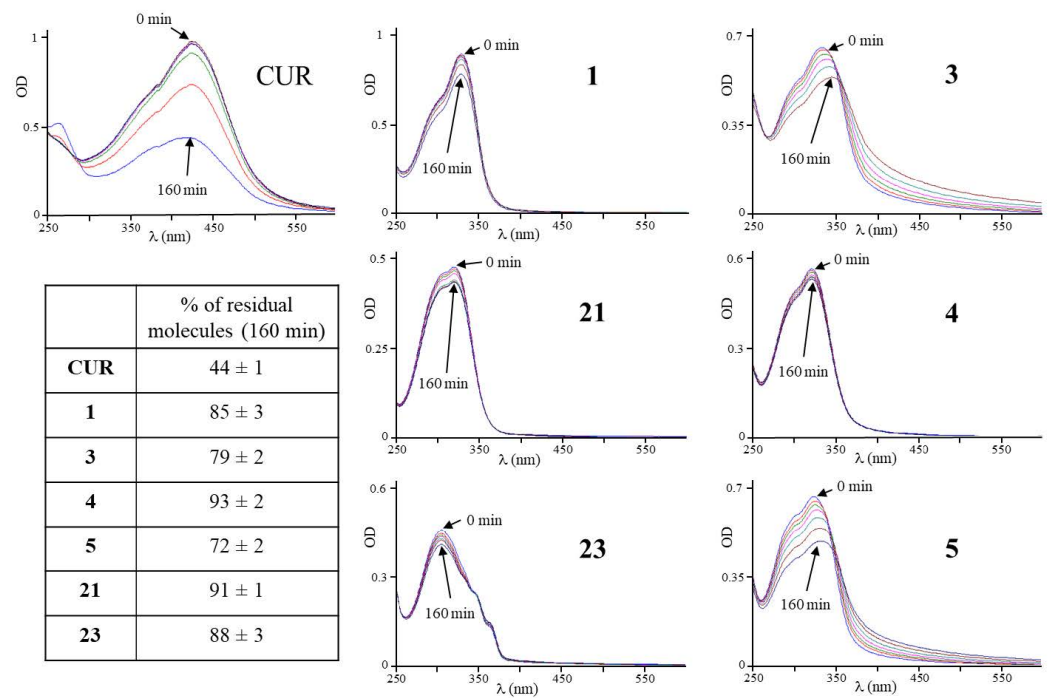 0 min
1
0.5
0
OD
CUR
160 min
250
350
450
550
λ (nm)
0 min
1
0.5
0
OD
1
160 min
250
350
450
550
λ (nm)
0 min
0.7
0.35
0
OD
3
160 min
250
350
450
550
λ (nm)
% of residual
molecules (160 min)
CUR 44 ± 1
1 85 ± 3
3 79 ± 2
4 93 ± 2
5 72 ± 2
21 91 ± 1
23 88 ± 3
0 min
0.5
0.25
0
OD
21
160 min
250
350
450
550
λ (nm)
0 min
0.6
0.3
0
OD
4
160 min
250
350
450
550
λ (nm)
0 min
0.6
0.3
0
OD
23
160 min
250
350
450
550
λ (nm)
0 min
0.7
0.35
0
OD
5
160 min
250
350
450
550
λ (nm)